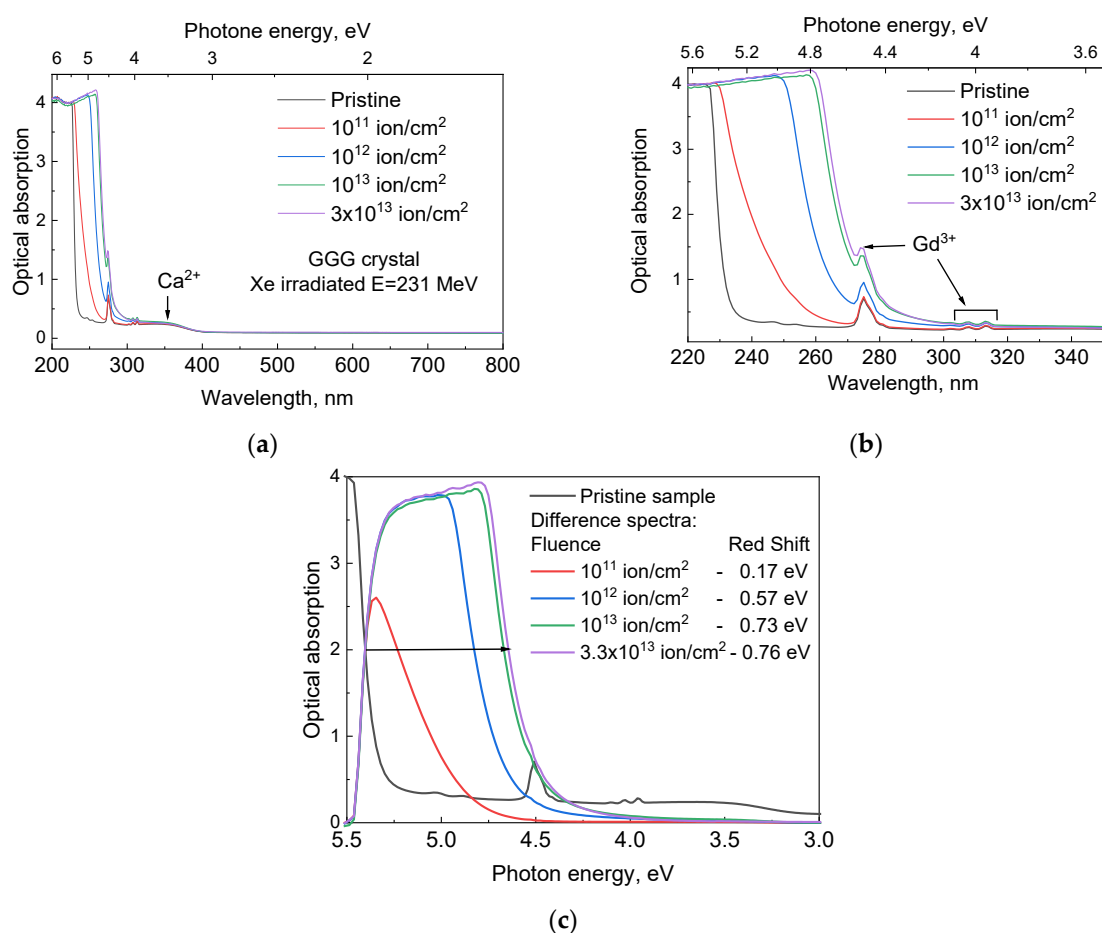 Photone energy, eV
6 5 4 3 2
Optical absorption
4
3
2
1
0
Pristine
10¹¹ ion/cm²
10¹² ion/cm²
10¹³ ion/cm²
3x10¹³ ion/cm²
GGG crystal
Xe irradiated E=231 MeV
Ca²⁺
200 300 400 500 600 700 800
Wavelength, nm
(a)
Photone energy, eV
5.6 5.2 4.8 4.4 4 3.6
Optical absorption
4
3
2
1
0
Pristine
10¹¹ ion/cm²
10¹² ion/cm²
10¹³ ion/cm²
3x10¹³ ion/cm²
Gd³⁺
220 240 260 280 300 320 340
Wavelength, nm
(b)
Optical absorption
4
3
2
1
0
Pristine sample
Difference spectra:
Fluence Red Shift
10¹¹ ion/cm² - 0.17 eV
10¹² ion/cm² - 0.57 eV
10¹³ ion/cm² - 0.73 eV
3.3x10¹³ ion/cm² - 0.76 eV
5.5 5.0 4.5 4.0 3.5 3.0
Photon energy, eV
(c)